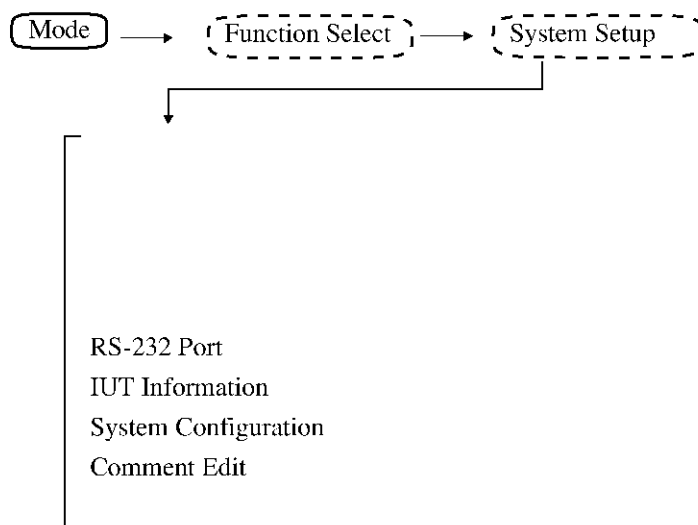 Mode Function Select System Setup
RS-232 Port
IUT Information
System Configuration
Comment Edit